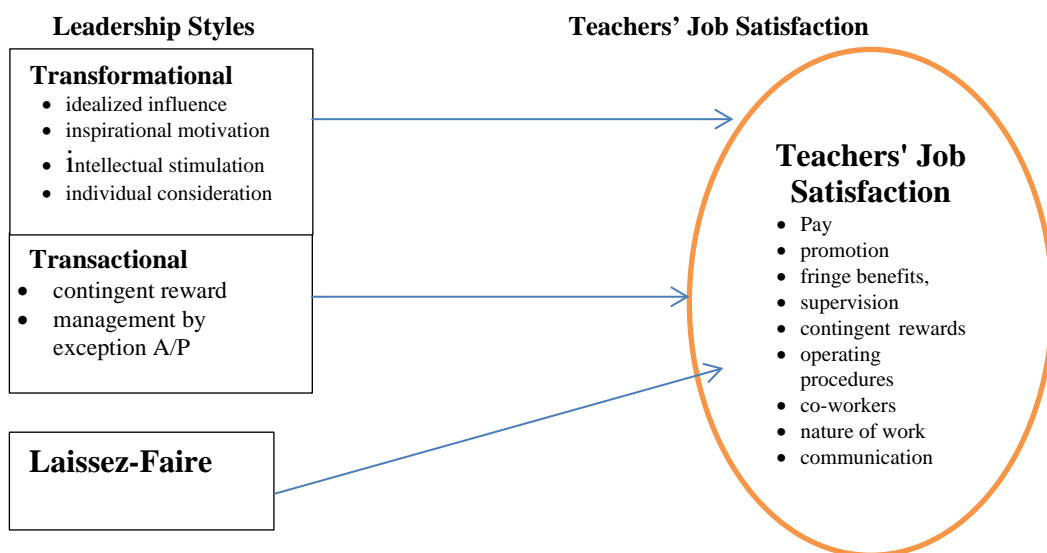 Leadership Styles
Teachers’ Job Satisfaction
Transformational
• idealized influence
• inspirational motivation
• intellectual stimulation
• individual consideration
Transactional
• contingent reward
• management by
exception A/P
Laissez-Faire
Teachers' Job
Satisfaction
• Pay
• promotion
• fringe benefits,
• supervision
• contingent rewards
• operating
procedures
• co-workers
• nature of work
• communication